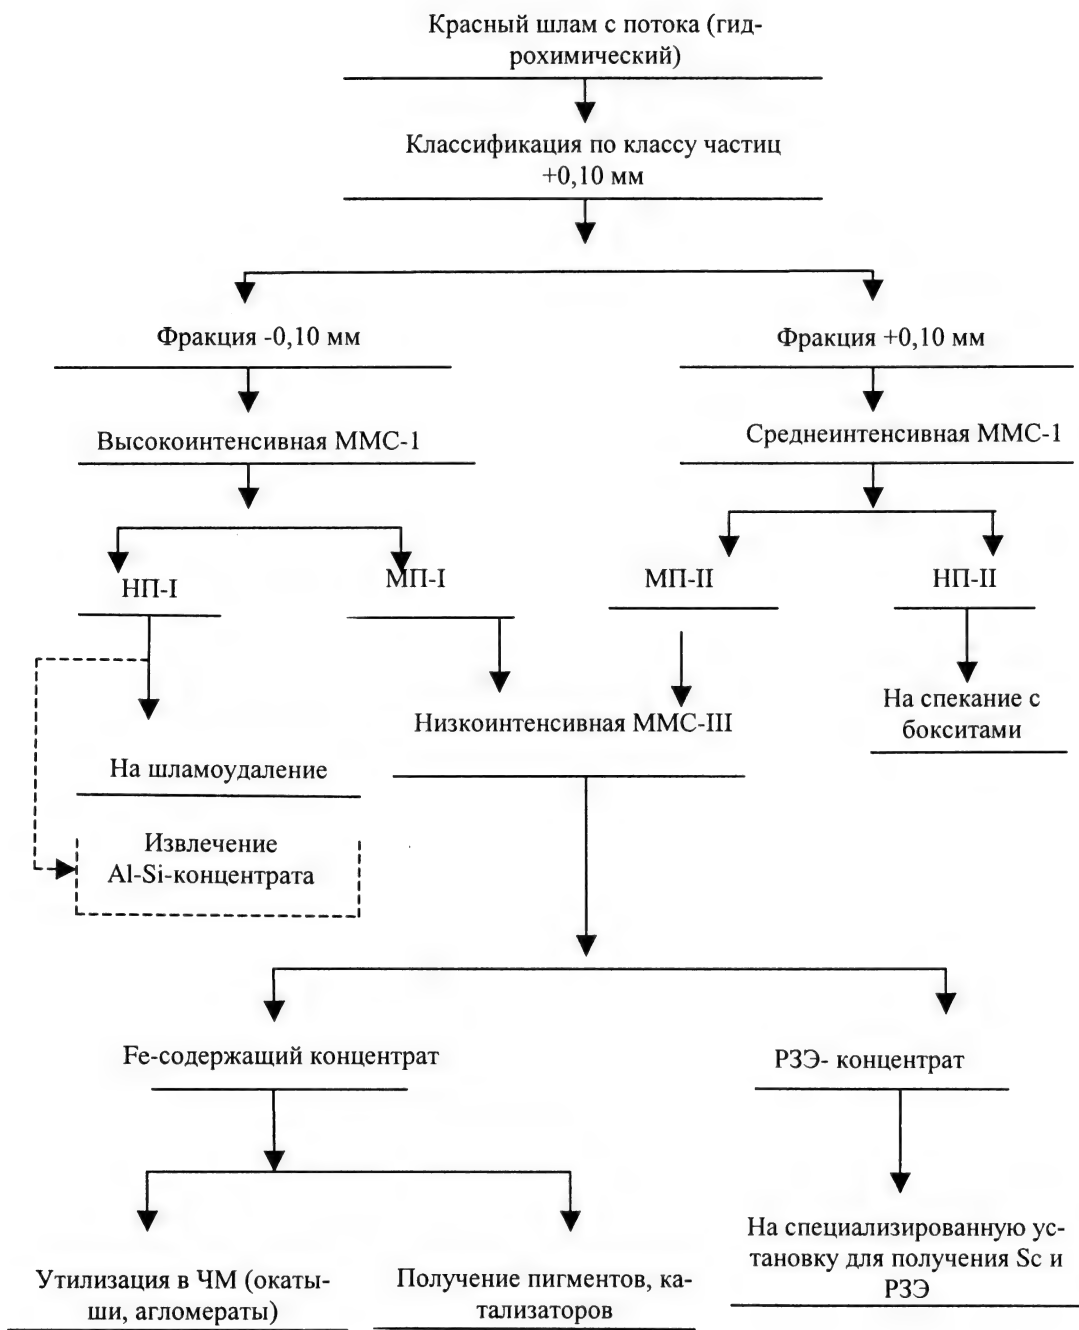 Красный шлам с потока (гид-
рохимический)
Классификация по классу частиц
+0,10 мм
Фракция -0,10 мм
Фракция +0,10 мм
Высокоинтенсивная ММС-1
Среднеинтенсивная ММС-1
НП-I
МП-I
МП-II
НП-II
На спекание с
бокситами
Низкоинтенсивная ММС-III
На шламоудаление
Извлечение
Al-Si-концентрата
Fe-содержащий концентрат
РЗЭ- концентрат
На специализированную ус-
тановку для получения Sc и
РЗЭ
Утилизация в ЧМ (окаты-
ши, агломераты)
Получение пигментов, ка-
тализаторов